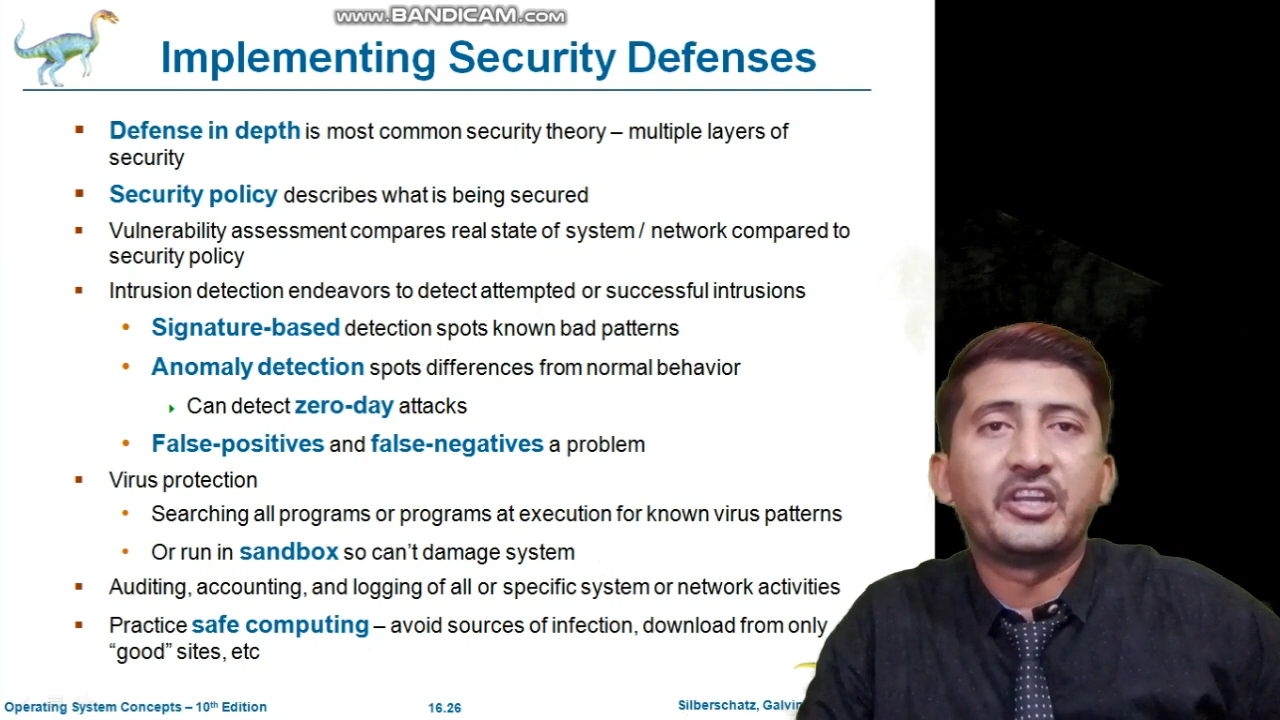 www.BANDICAM.com
Implementing Security Defenses
Defense in depth is most common security theory – multiple layers of
security
Security policy describes what is being secured
Vulnerability assessment compares real state of system / network compared to
security policy
Intrusion detection endeavors to detect attempted or successful intrusions
Signature-based detection spots known bad patterns
Anomaly detection spots differences from normal behavior
Can detect zero-day attacks
False-positives and false-negatives a problem
Virus protection
Searching all programs or programs at execution for known virus patterns
Or run in sandbox so can’t damage system
Auditing, accounting, and logging of all or specific system or network activities
Practice safe computing – avoid sources of infection, download from only
“good” sites, etc
Operating System Concepts – 10th Edition
16.26
Silberschatz, Galvin